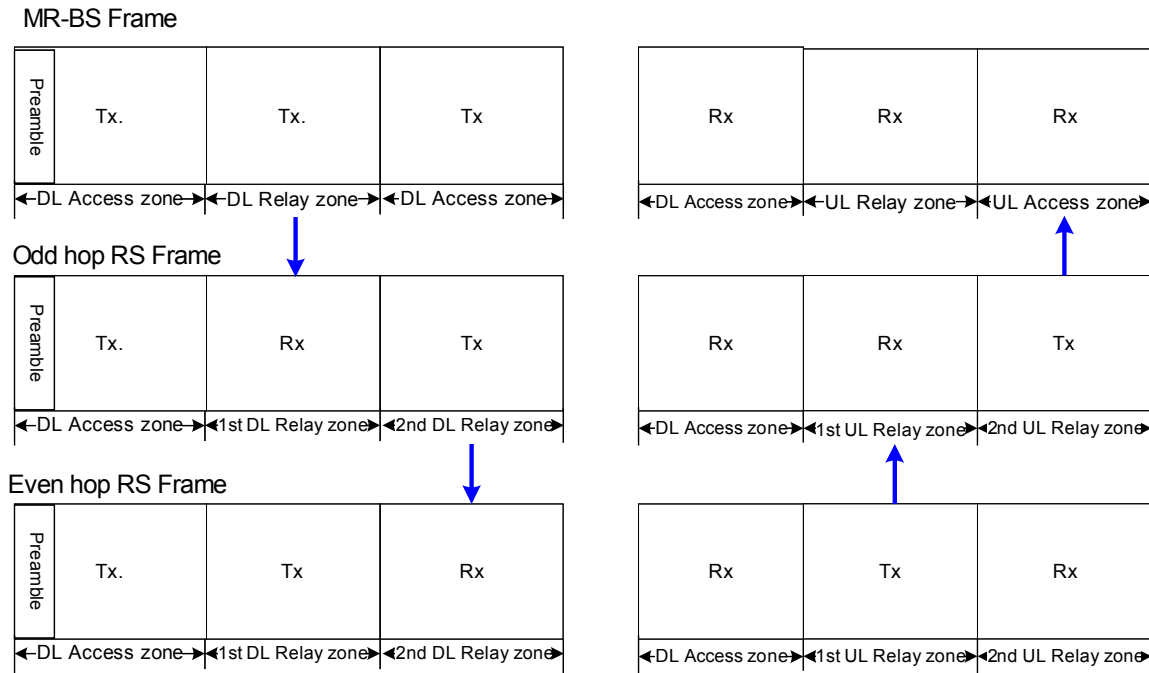 MR-BS Frame
Preamble
Tx.
Tx.
Tx
Rx
Rx
Rx
DL Access zone
DL Relay zone
DL Access zone
DL Access zone
UL Relay zone
UL Access zone
Odd hop RS Frame
Preamble
Tx.
Rx
Tx
Rx
Rx
Tx
DL Access zone
1st DL Relay zone
2nd DL Relay zone
DL Access zone
1st UL Relay zone
2nd UL Relay zone
Even hop RS Frame
Preamble
Tx.
Tx
Rx
Rx
Tx
Rx
DL Access zone
1st DL Relay zone
2nd DL Relay zone
DL Access zone
1st UL Relay zone
2nd UL Relay zone